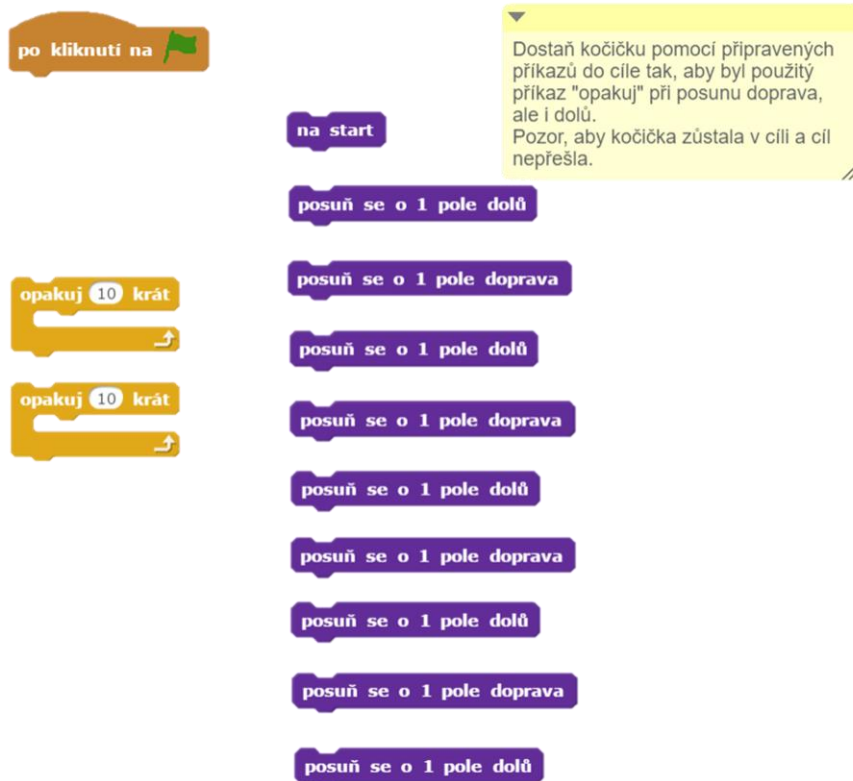 po kliknutí na
Dostaň kočičku pomocí připravených
příkazů do cíle tak, aby byl použitý
příkaz "opakuj" při posunu doprava,
ale i dolů.
Pozor, aby kočička zůstala v cíli a cíl
nepřešla.
na start
posuň se o 1 pole dolů
posuň se o 1 pole doprava
opakuj 10 krát
posuň se o 1 pole dolů
opakuj 10 krát
posuň se o 1 pole doprava
posuň se o 1 pole dolů
posuň se o 1 pole doprava
posuň se o 1 pole dolů
posuň se o 1 pole doprava
posuň se o 1 pole dolů